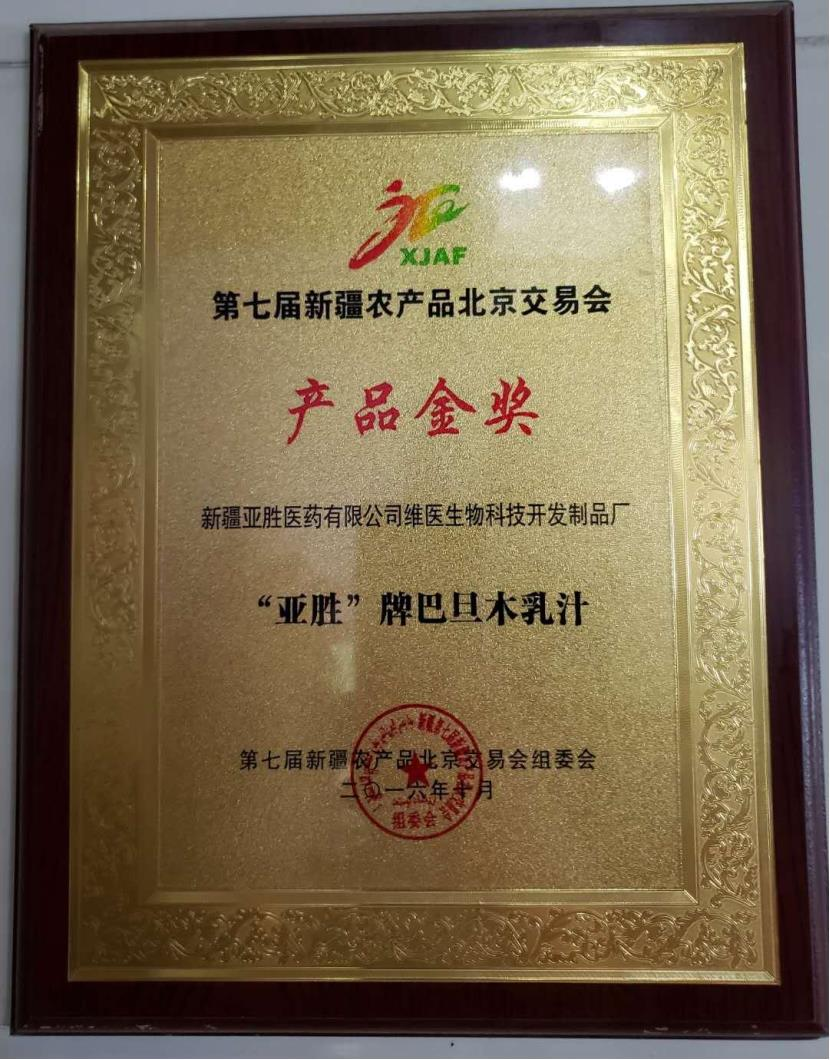 XJAF
第七届新疆农产品北京交易会
产品金奖
新疆亚胜医药有限公司维医生物科技开发制品厂
“亚胜”牌巴旦木乳汁
第七届新疆农产品北京交易会组委会
二〇一六年十月
组委会